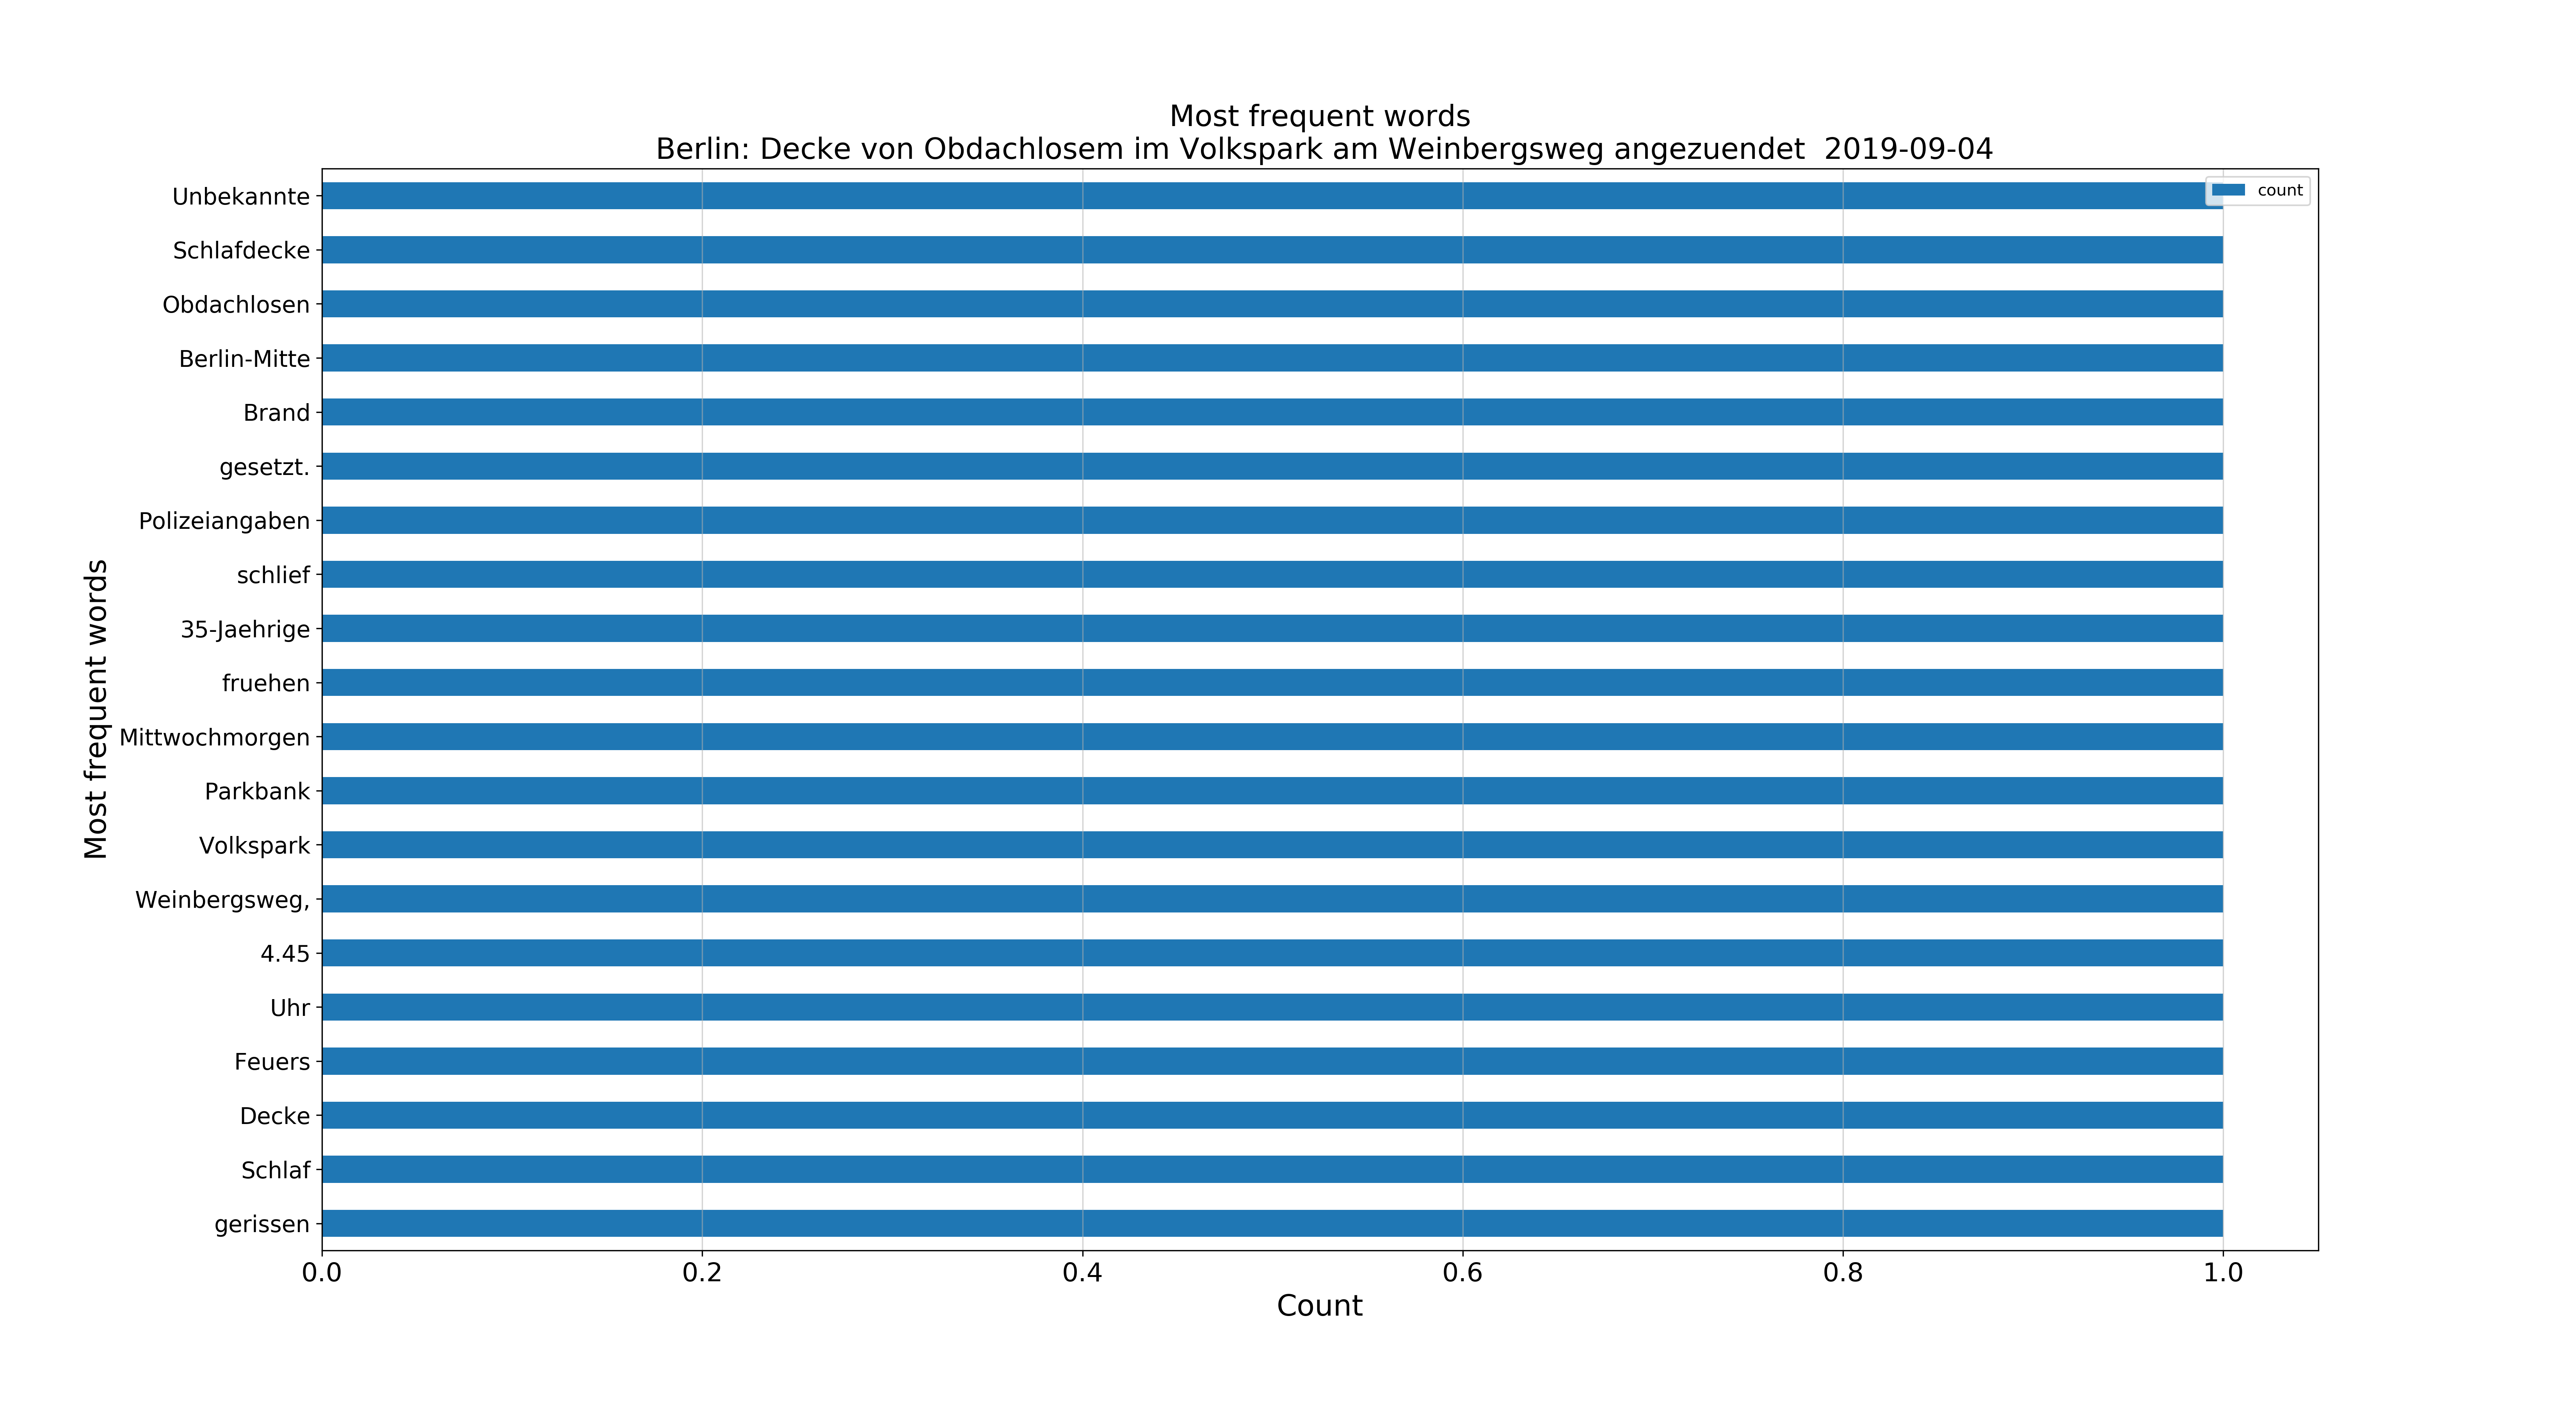 Most frequent words
Berlin: Decke von Obdachlosem im Volkspark am Weinbergsweg angezuendet  2019-09-04
count
Most frequent words
Unbekannte
Schlafdecke
Obdachlosen
Berlin-Mitte
Brand
gesetzt.
Polizeiangaben
schlief
35-Jaehrige
fruehen
Mittwochmorgen
Parkbank
Volkspark
Weinbergsweg,
4.45
Uhr
Feuers
Decke
Schlaf
gerissen
0.0 0.2 0.4 0.6 0.8 1.0
Count